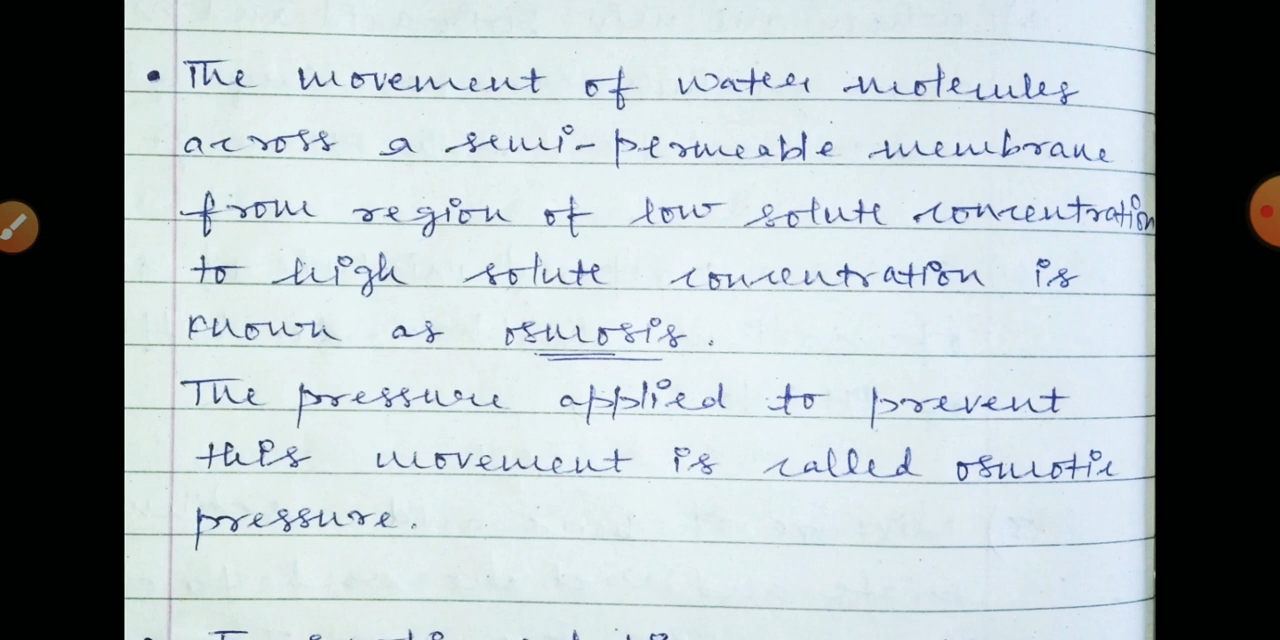 • The movement of water molecules
across a semi-permeable membrane
from region of low solute concentration
to high solute concentration is
known as osmosis.
The pressure applied to prevent
this movement is called osmotic
pressure.